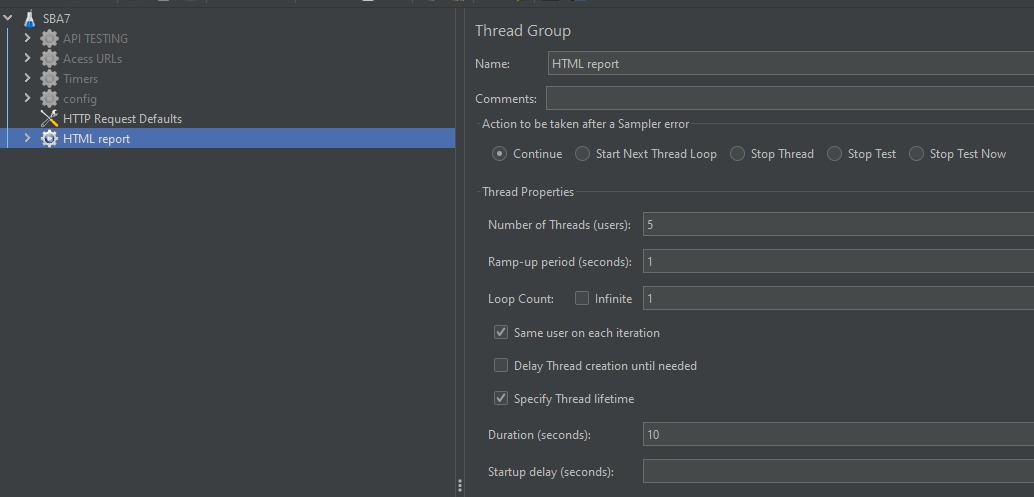 SBA7
API TESTING
Acess URLs
Timers
config
HTTP Request Defaults
HTML report
Thread Group
Name: HTML report
Comments:
Action to be taken after a Sampler error
Continue Start Next Thread Loop Stop Thread Stop Test Stop Test Now
Thread Properties
Number of Threads (users): 5
Ramp-up period (seconds): 1
Loop Count: Infinite 1
Same user on each iteration
Delay Thread creation until needed
Specify Thread lifetime
Duration (seconds): 10
Startup delay (seconds):